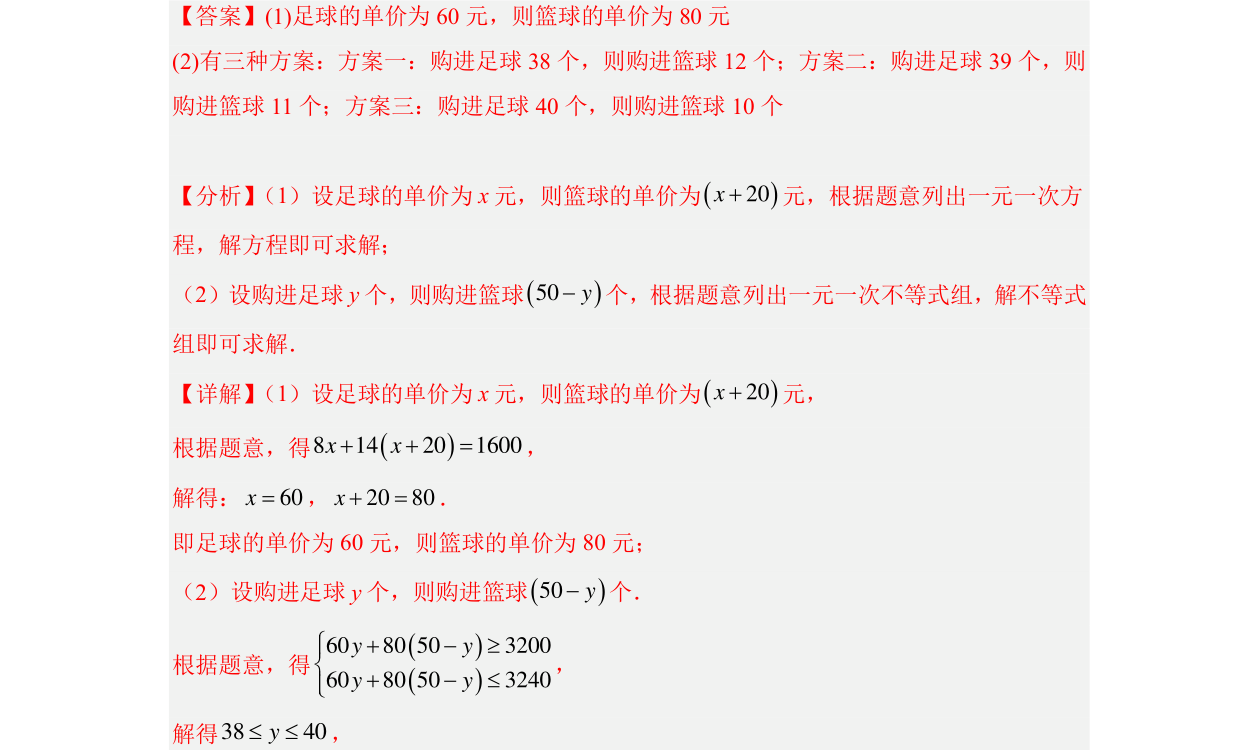 【答案】(1)足球的单价为 60 元，则篮球的单价为 80 元
(2)有三种方案：方案一：购进足球 38 个，则购进篮球 12 个；方案二：购进足球 39 个，则
购进篮球 11 个；方案三：购进足球 40 个，则购进篮球 10 个
【分析】（1）设足球的单价为 x 元，则篮球的单价为(x+20)元，根据题意列出一元一次方
程，解方程即可求解；
（2）设购进足球 y 个，则购进篮球(50−y)个，根据题意列出一元一次不等式组，解不等式
组即可求解．
【详解】（1）设足球的单价为 x 元，则篮球的单价为(x+20)元，
根据题意，得8x+14(x+20)=1600，
解得：x=60，x+20=80．
即足球的单价为 60 元，则篮球的单价为 80 元；
（2）设购进足球 y 个，则购进篮球(50−y)个．
根据题意，得{60y+80(50−y)≥3200
60y+80(50−y)≤3240，
解得38≤y≤40，